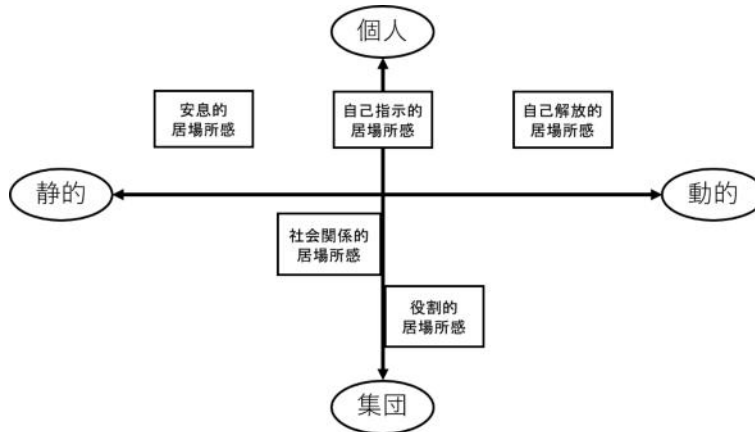 個人
安息的
居場所感
自己指示的
居場所感
自己解放的
居場所感
静的
動的
社会関係的
居場所感
役割的
居場所感
集団